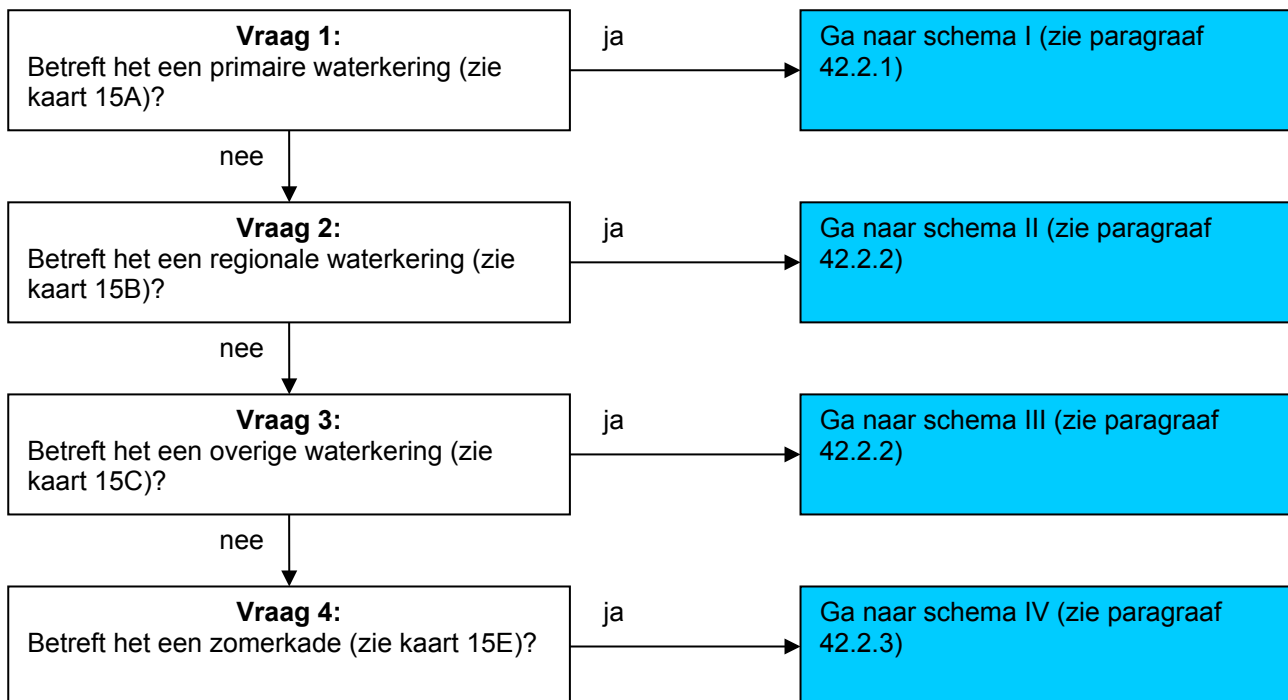 Vraag 1:
Betreft het een primaire waterkering (zie
kaart 15A)?
ja
Ga naar schema I (zie paragraaf
42.2.1)
nee
Vraag 2:
Betreft het een regionale waterkering (zie
kaart 15B)?
ja
Ga naar schema II (zie paragraaf
42.2.2)
nee
Vraag 3:
Betreft het een overige waterkering (zie
kaart 15C)?
ja
Ga naar schema III (zie paragraaf
42.2.2)
nee
Vraag 4:
Betreft het een zomerkade (zie kaart 15E)?
ja
Ga naar schema IV (zie paragraaf
42.2.3)